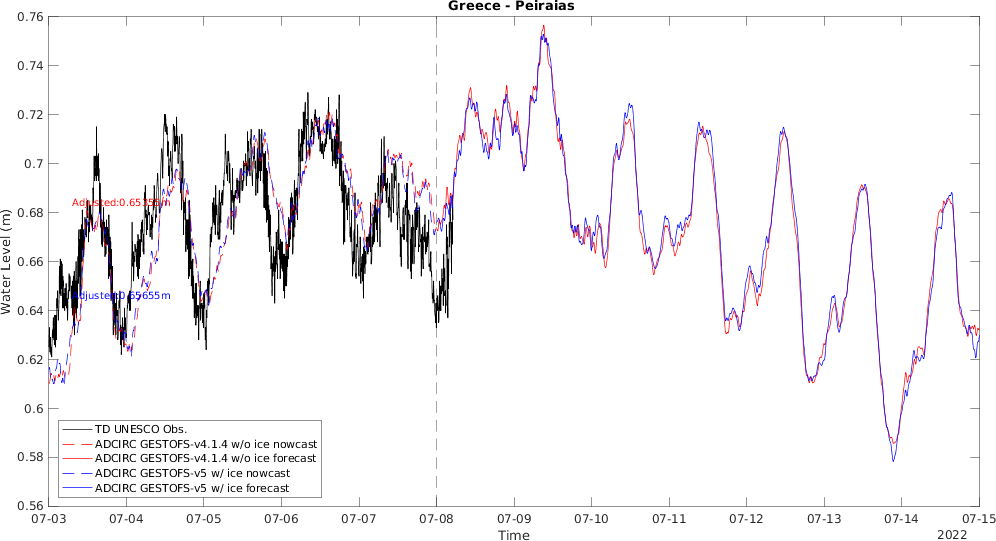 Greece - Peiraias
0.76
0.74
0.72
0.7
0.68
0.66
0.64
0.62
0.6
0.58
0.56
Water Level (m)
Adjusted:0.65155m
Adjusted:0.65655m
TD UNESCO Obs.
ADCIRC GESTOFS-v4.1.4 w/o ice nowcast
ADCIRC GESTOFS-v4.1.4 w/o ice forecast
ADCIRC GESTOFS-v5 w/ ice nowcast
ADCIRC GESTOFS-v5 w/ ice forecast
07-03 07-04 07-05 07-06 07-07 07-08 07-09 07-10 07-11 07-12 07-13 07-14 07-15
Time
2022